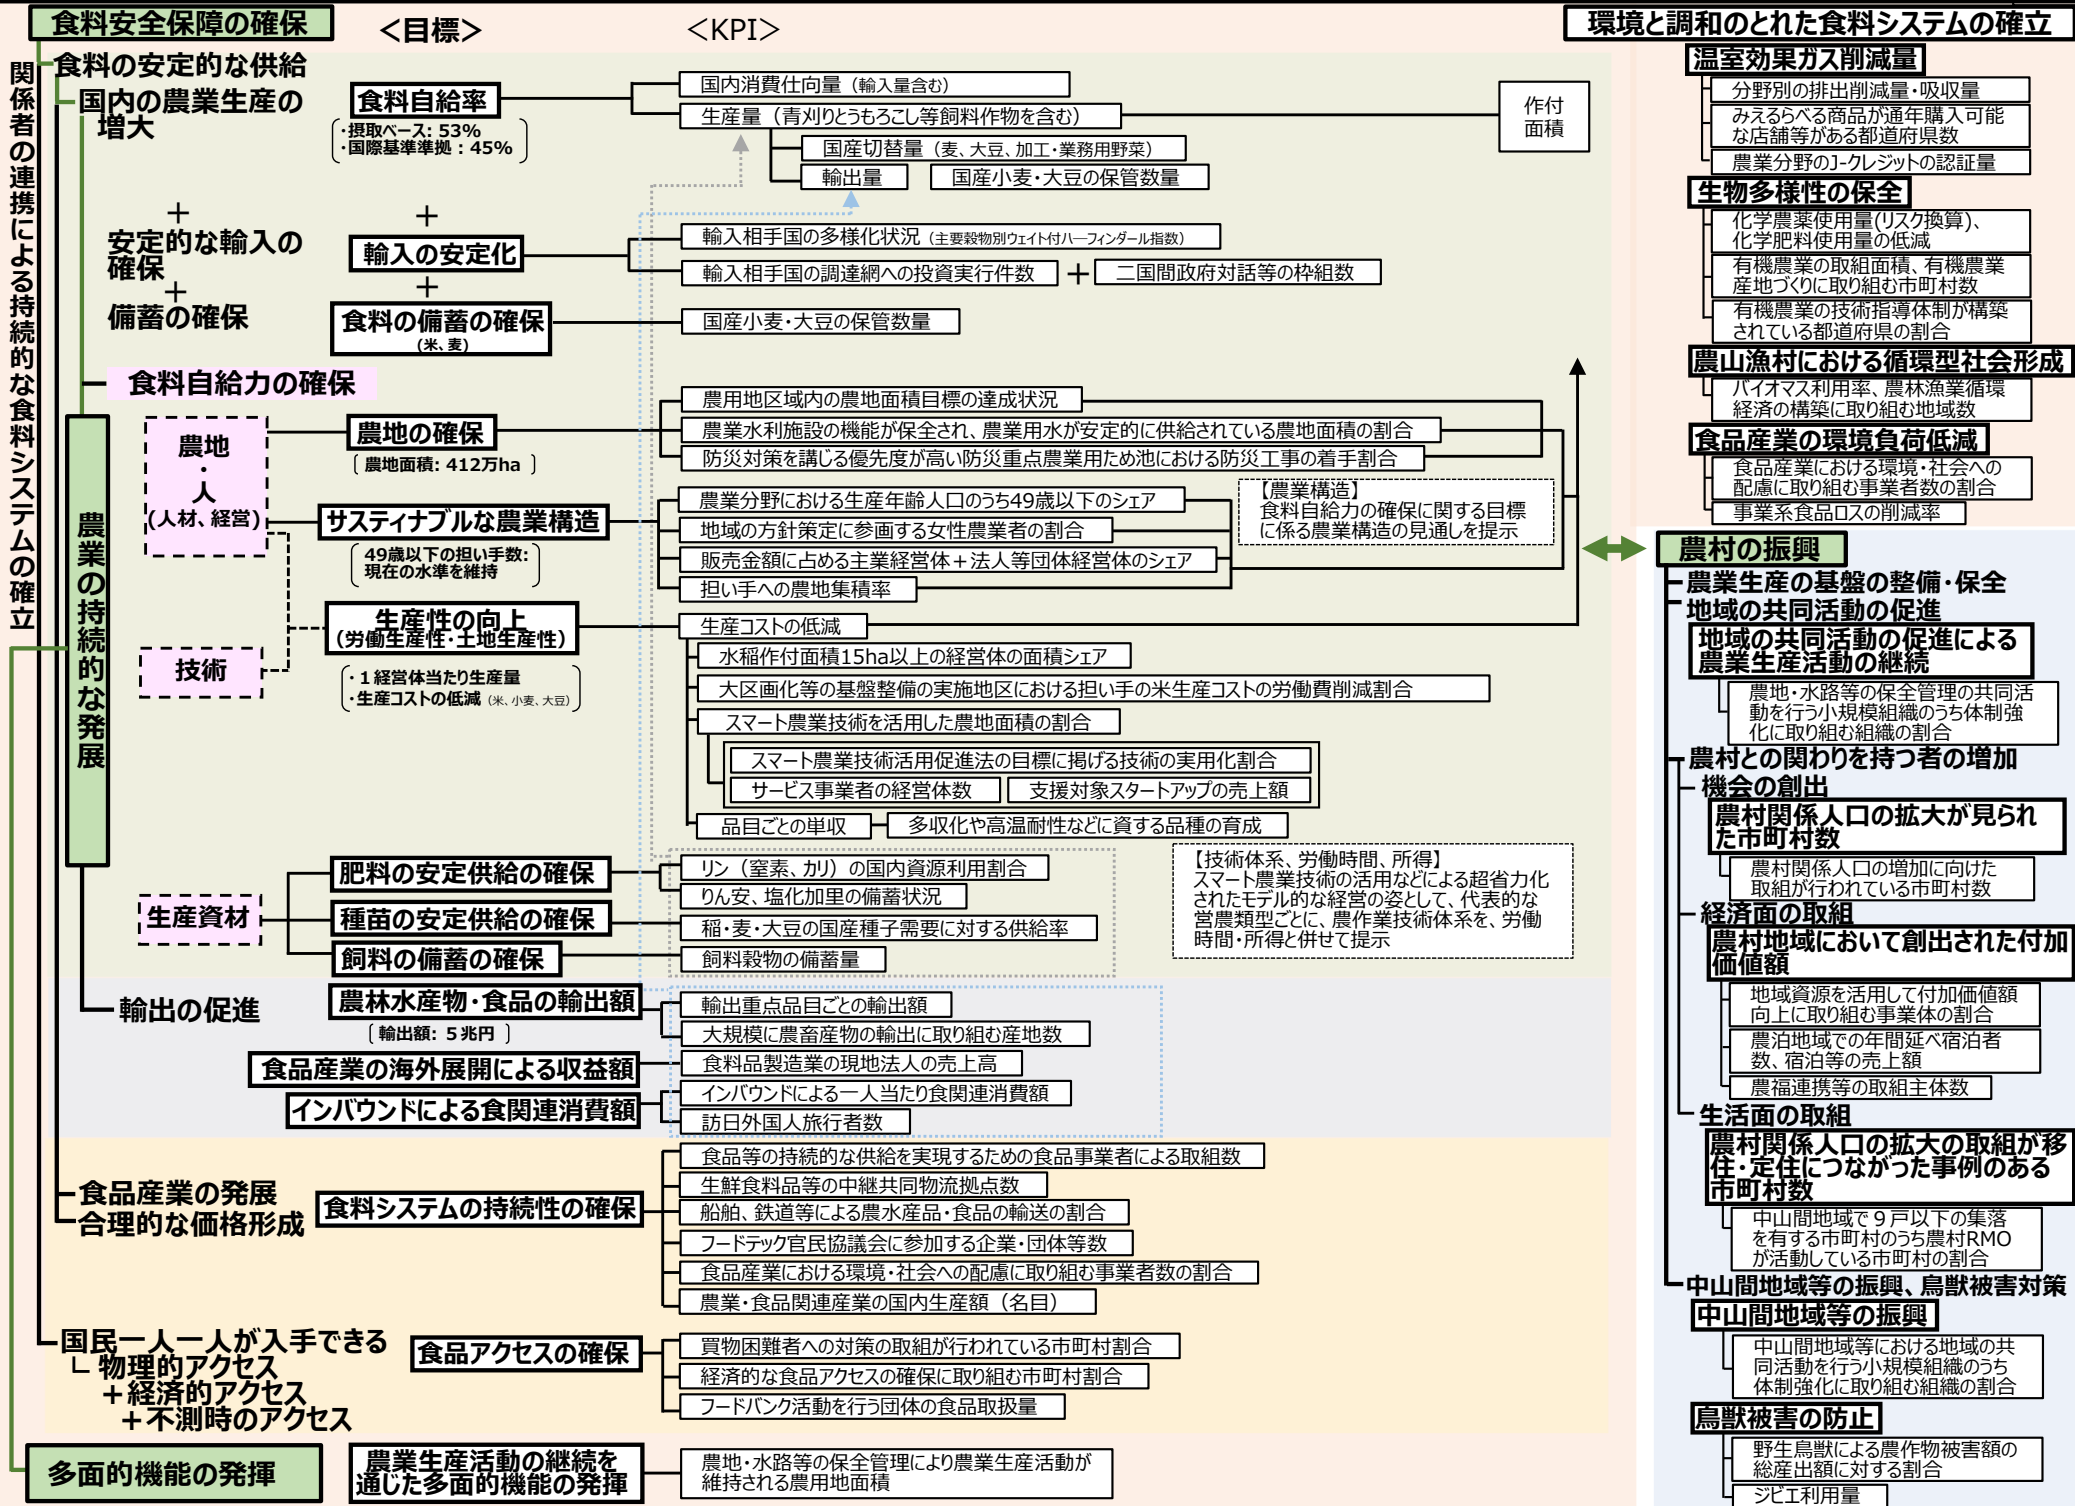 食料安全保障の確保
<目標>
<KPI>
関係者の連携による持続的な食料システムの確立
食料の安定的な供給
国内の農業生産の
増大
食料自給率
・摂取ベース: 53%
・国際基準準拠:45%
国内消費仕向量(輸入量含む)
生産量(青刈りとうもろこし等飼料作物を含む)
作付
面積
国産切替量(麦、大豆、加工・業務用野菜)
輸出量
国産小麦・大豆の保管数量
+
安定的な輸入の
確保
+
輸入の安定化
輸入相手国の多様化状況(主要穀物別ウェイト付ハーフィンダール指数)
輸入相手国の調達網への投資実行件数
+
二国間政府対話等の枠組数
+
備蓄の確保
+
食料の備蓄の確保
(米、麦)
国産小麦・大豆の保管数量
食料自給力の確保
農業の持続的な発展
農地
・
人
(人材、経営)
農地の確保
農地面積: 412万ha
農用地区域内の農地面積目標の達成状況
農業水利施設の機能が保全され、農業用水が安定的に供給されている農地面積の割合
防災対策を講じる優先度が高い防災重点農業用ため池における防災工事の着手割合
サスティナブルな農業構造
49歳以下の担い手数:
現在の水準を維持
農業分野における生産年齢人口のうち49歳以下のシェア
地域の方針策定に参画する女性農業者の割合
販売金額に占める主業経営体+法人等団体経営体のシェア
担い手への農地集積率
【農業構造】
食料自給力の確保に関する目標
に係る農業構造の見通しを提示
技術
生産性の向上
(労働生産性・土地生産性)
・1経営体当たり生産量
・生産コストの低減(米、小麦、大豆)
生産コストの低減
水稲作付面積15ha以上の経営体の面積シェア
大区画化等の基盤整備の実施地区における担い手の米生産コストの労働費削減割合
スマート農業技術を活用した農地面積の割合
スマート農業技術活用促進法の目標に掲げる技術の実用化割合
サービス事業者の経営体数
支援対象スタートアップの売上額
品目ごとの単収
多収化や高温耐性などに資する品種の育成
生産資材
肥料の安定供給の確保
リン(窒素、カリ)の国内資源利用割合
りん安、塩化加里の備蓄状況
種苗の安定供給の確保
稲・麦・大豆の国産種子需要に対する供給率
飼料の備蓄の確保
飼料穀物の備蓄量
【技術体系、労働時間、所得】
スマート農業技術の活用などによる超省力化
されたモデル的な経営の姿として、代表的な
営農類型ごとに、農作業技術体系を、労働
時間・所得と併せて提示
輸出の促進
農林水産物・食品の輸出額
輸出額: 5兆円
輸出重点品目ごとの輸出額
大規模に農畜産物の輸出に取り組む産地数
食品産業の海外展開による収益額
食料品製造業の現地法人の売上高
インバウンドによる食関連消費額
インバウンドによる一人当たり食関連消費額
訪日外国人旅行者数
食品産業の発展
合理的な価格形成
食料システムの持続性の確保
食品等の持続的な供給を実現するための食品事業者による取組数
生鮮食料品等の中継共同物流拠点数
船舶、鉄道等による農水産品・食品の輸送の割合
フードテック官民協議会に参加する企業・団体等数
食品産業における環境・社会への配慮に取り組む事業者数の割合
農業・食品関連産業の国内生産額(名目)
国民一人一人が入手できる
物理的アクセス
+経済的アクセス
+不測時のアクセス
食品アクセスの確保
買物困難者への対策の取組が行われている市町村割合
経済的な食品アクセスの確保に取り組む市町村割合
フードバンク活動を行う団体の食品取扱量
多面的機能の発揮
農業生産活動の継続を
通じた多面的機能の発揮
農地・水路等の保全管理により農業生産活動が
維持される農用地面積
環境と調和のとれた食料システムの確立
温室効果ガス削減量
分野別の排出削減量・吸収量
みえるらべる商品が通年購入可能
な店舗等がある都道府県数
農業分野のJ-クレジットの認証量
生物多様性の保全
化学農薬使用量(リスク換算)、
化学肥料使用量の低減
有機農業の取組面積、有機農業
産地づくりに取り組む市町村数
有機農業の技術指導体制が構築
されている都道府県の割合
農山漁村における循環型社会形成
バイオマス利用率、農林漁業循環
経済の構築に取り組む地域数
食品産業の環境負荷低減
食品産業における環境・社会への
配慮に取り組む事業者数の割合
事業系食品ロスの削減率
農村の振興
農業生産の基盤の整備・保全
地域の共同活動の促進
地域の共同活動の促進による
農業生産活動の継続
農地・水路等の保全管理の共同活
動を行う小規模組織のうち体制強
化に取り組む組織の割合
農村との関わりを持つ者の増加
機会の創出
農村関係人口の拡大が見られ
た市町村数
農村関係人口の増加に向けた
取組が行われている市町村数
経済面の取組
農村地域において創出された付加
価値額
地域資源を活用して付加価値額
向上に取り組む事業体の割合
農泊地域での年間延べ宿泊者
数、宿泊等の売上額
農福連携等の取組主体数
生活面の取組
農村関係人口の拡大の取組が移
住・定住につながった事例のある
市町村数
中山間地域で9戸以下の集落
を有する市町村のうち農村RMO
が活動している市町村の割合
中山間地域等の振興、鳥獣被害対策
中山間地域等の振興
中山間地域等における地域の共
同活動を行う小規模組織のうち
体制強化に取り組む組織の割合
鳥獣被害の防止
野生鳥獣による農作物被害額の
総産出額に対する割合
ジビエ利用量